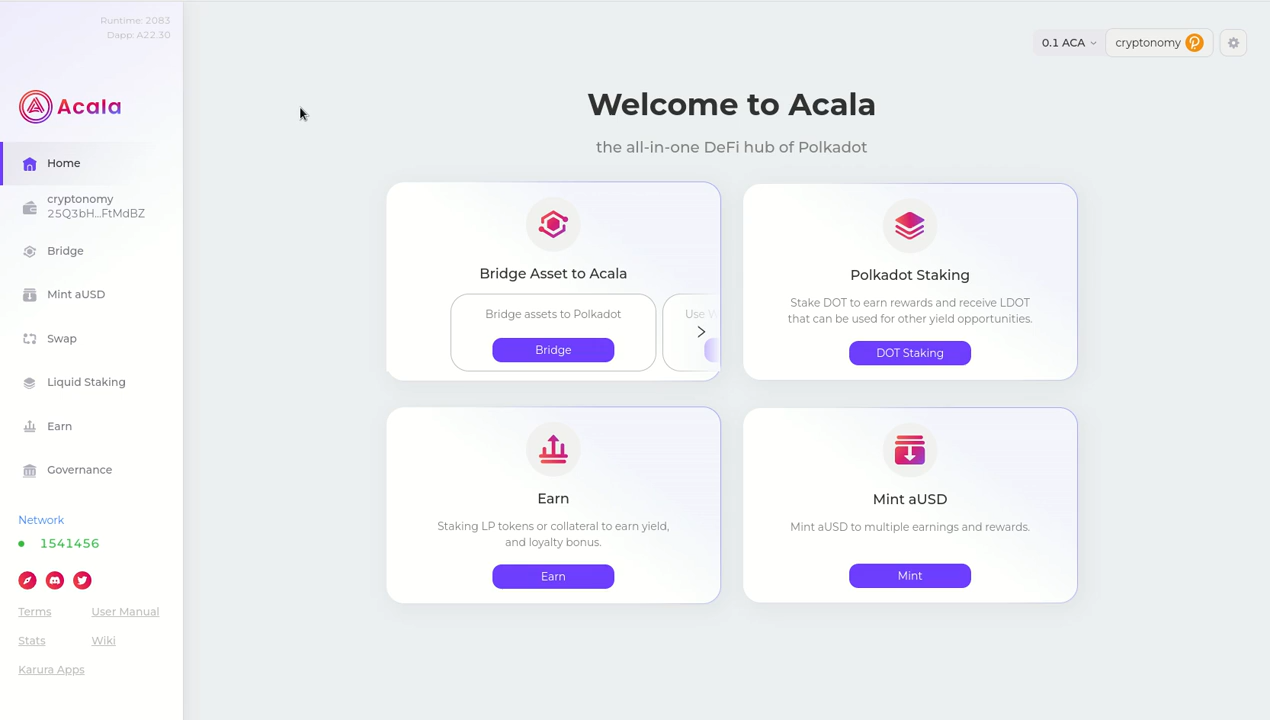 Runtime: 2083
Dapp: A22.30
Acala
Home
cryptonomy
25Q3bH...FtMdBZ
Bridge
Mint aUSD
Swap
Liquid Staking
Earn
Governance
Network
1541456
Terms
User Manual
Stats
Wiki
Karura Apps
0.1 ACA
cryptonomy
Welcome to Acala
the all-in-one DeFi hub of Polkadot
Bridge Asset to Acala
Bridge assets to Polkadot
Bridge
Use
Polkadot Staking
Stake DOT to earn rewards and receive LDOT
that can be used for other yield opportunities.
DOT Staking
Earn
Staking LP tokens or collateral to earn yield,
and loyalty bonus.
Earn
Mint aUSD
Mint aUSD to multiple earnings and rewards.
Mint